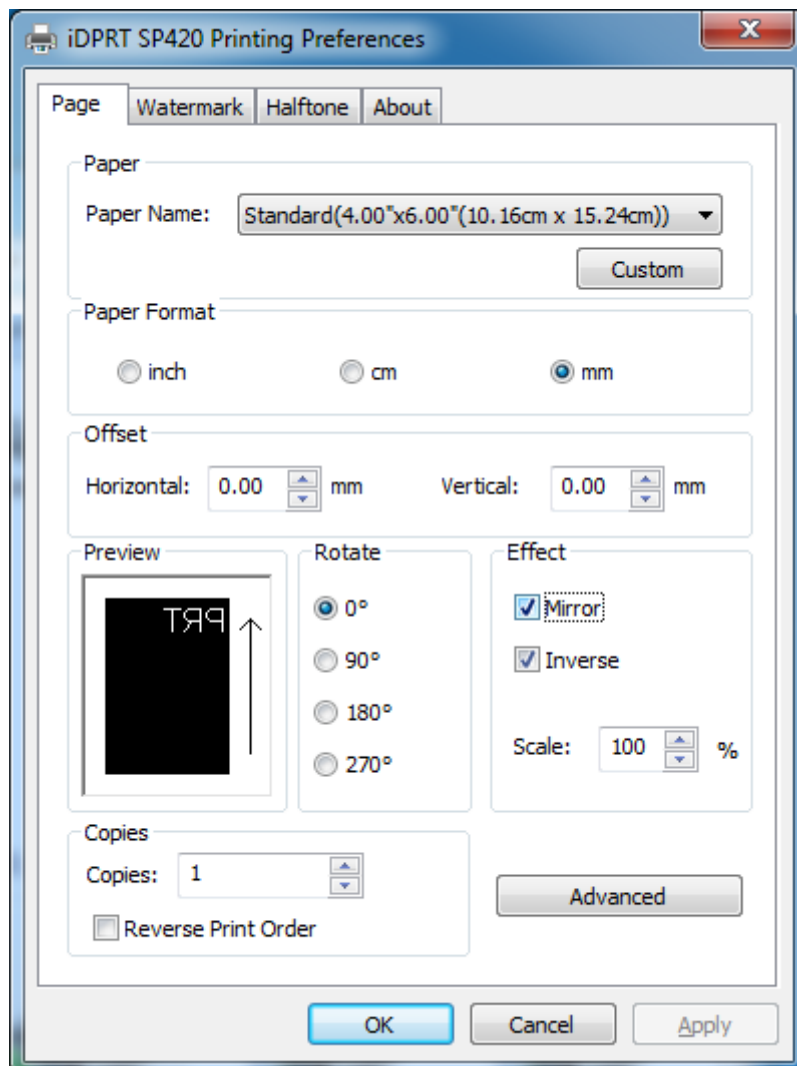 iDPRT SP420 Printing Preferences
Page Watermark Halftone About
Paper
Paper Name: Standard(4.00"x6.00"(10.16cm x 15.24cm))
Custom
Paper Format
inch cm mm
Offset
Horizontal: 0.00 mm Vertical: 0.00 mm
Preview Rotate Effect
PRT 0° Mirror
90° Inverse
180°
Scale: 100 %
270°
Copies
Copies: 1
Advanced
Reverse Print Order
OK Cancel Apply